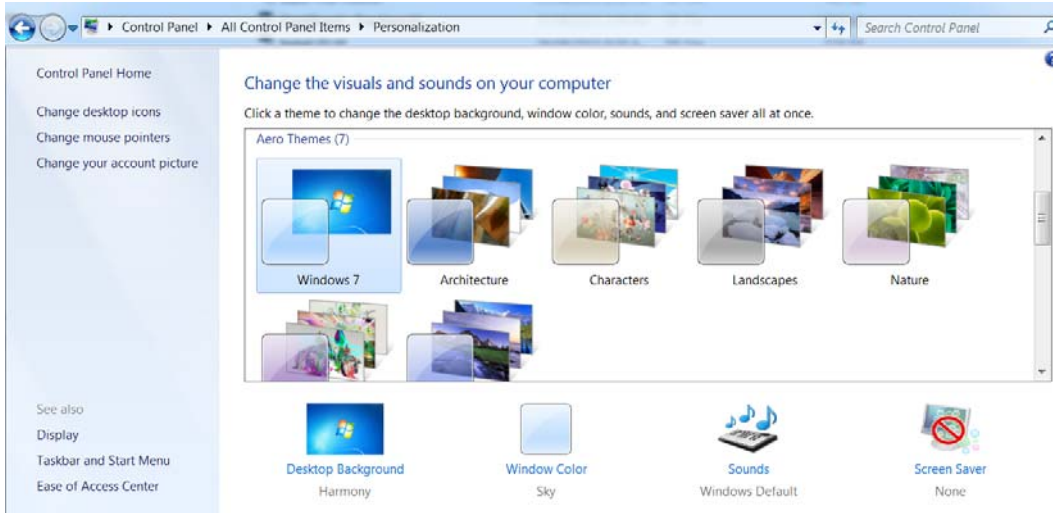 Control Panel ▸ All Control Panel Items ▸ Personalization
Search Control Panel
Control Panel Home
Change desktop icons
Change mouse pointers
Change your account picture
See also
Display
Taskbar and Start Menu
Ease of Access Center
Change the visuals and sounds on your computer
Click a theme to change the desktop background, window color, sounds, and screen saver all at once.
Aero Themes (7)
Windows 7
Architecture
Characters
Landscapes
Nature
Desktop Background
Harmony
Window Color
Sky
Sounds
Windows Default
Screen Saver
None